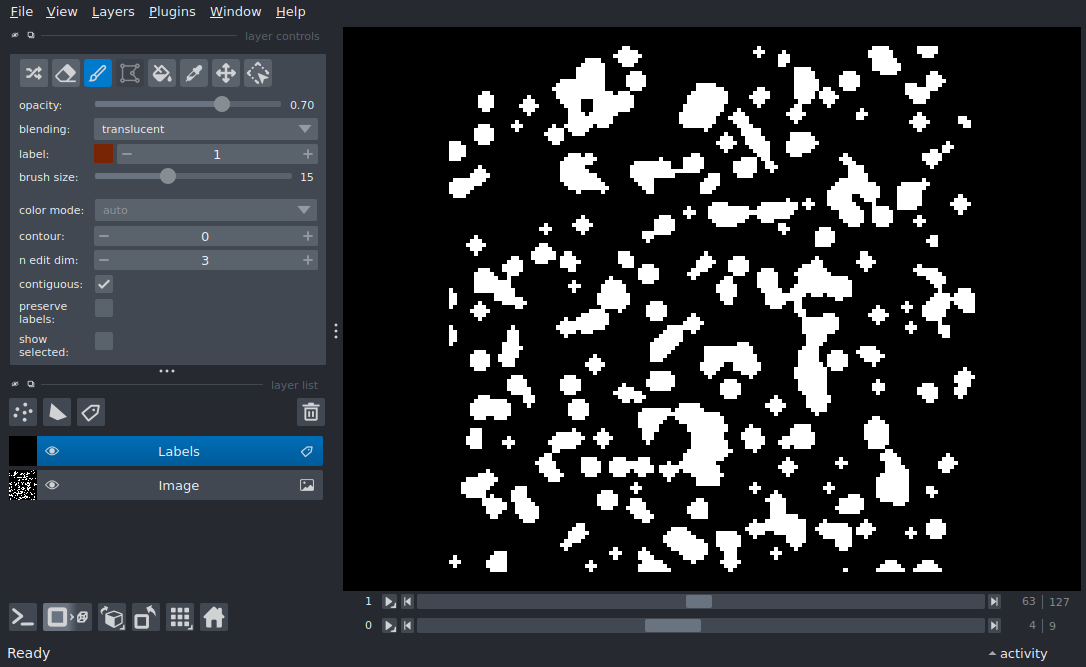 File View Layers Plugins Window Help
layer controls
opacity: 0.70
blending: translucent
label: 1
brush size: 15
color mode: auto
contour: 0
n edit dim: 3
contiguous:
preserve
labels:
show
selected:
layer list
Labels
Image
1 63 127
0 4 9
Ready activity